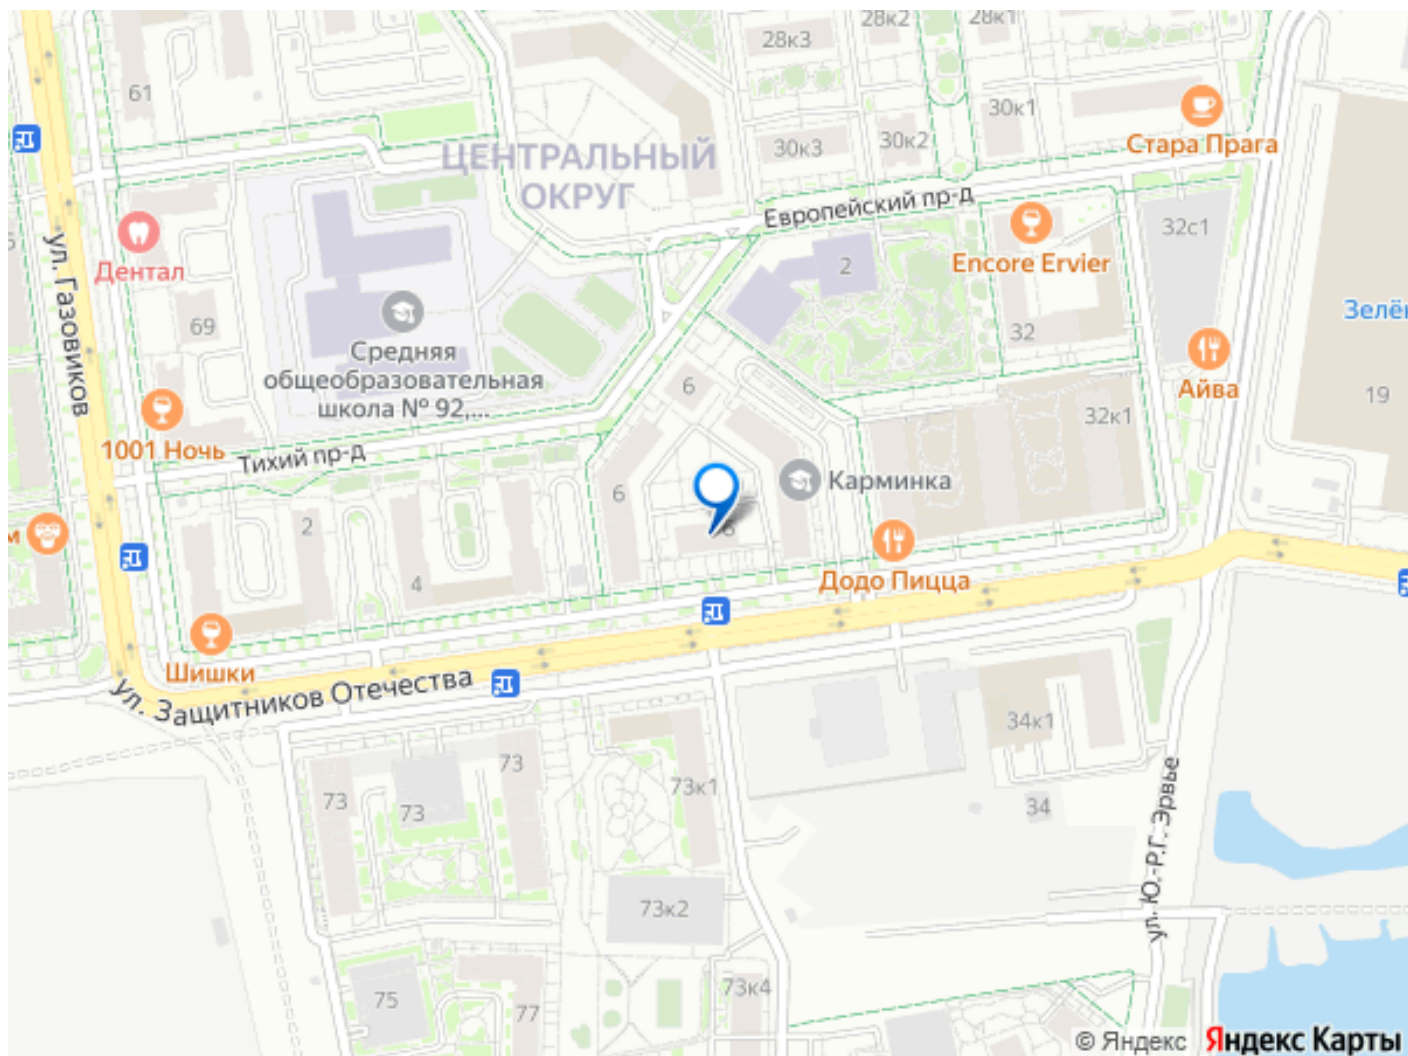 28к2
28к1
28к3
61
30к1
Стара Прага
30к2
30к3
ЦЕНТРАЛЬНЫЙ
ОКРУГ
Европейский пр-д
32с1
Encore Ervier
2
Дентал
ул. Газовиков
69
32
Зелён
Средняя
общеобразовательная
школа № 92,...
6
Айва
19
32к1
1001 Ночь
Тихий пр-д
Карминка
6
2
м
4
Додо Пицца
Шишки
ул. Защитников Отечества
34к1
73
73
73
73к1
34
ул. Ю.-Р.Г. Эрвье
73к2
75
77
73к4
© Яндекс
Яндекс Карты